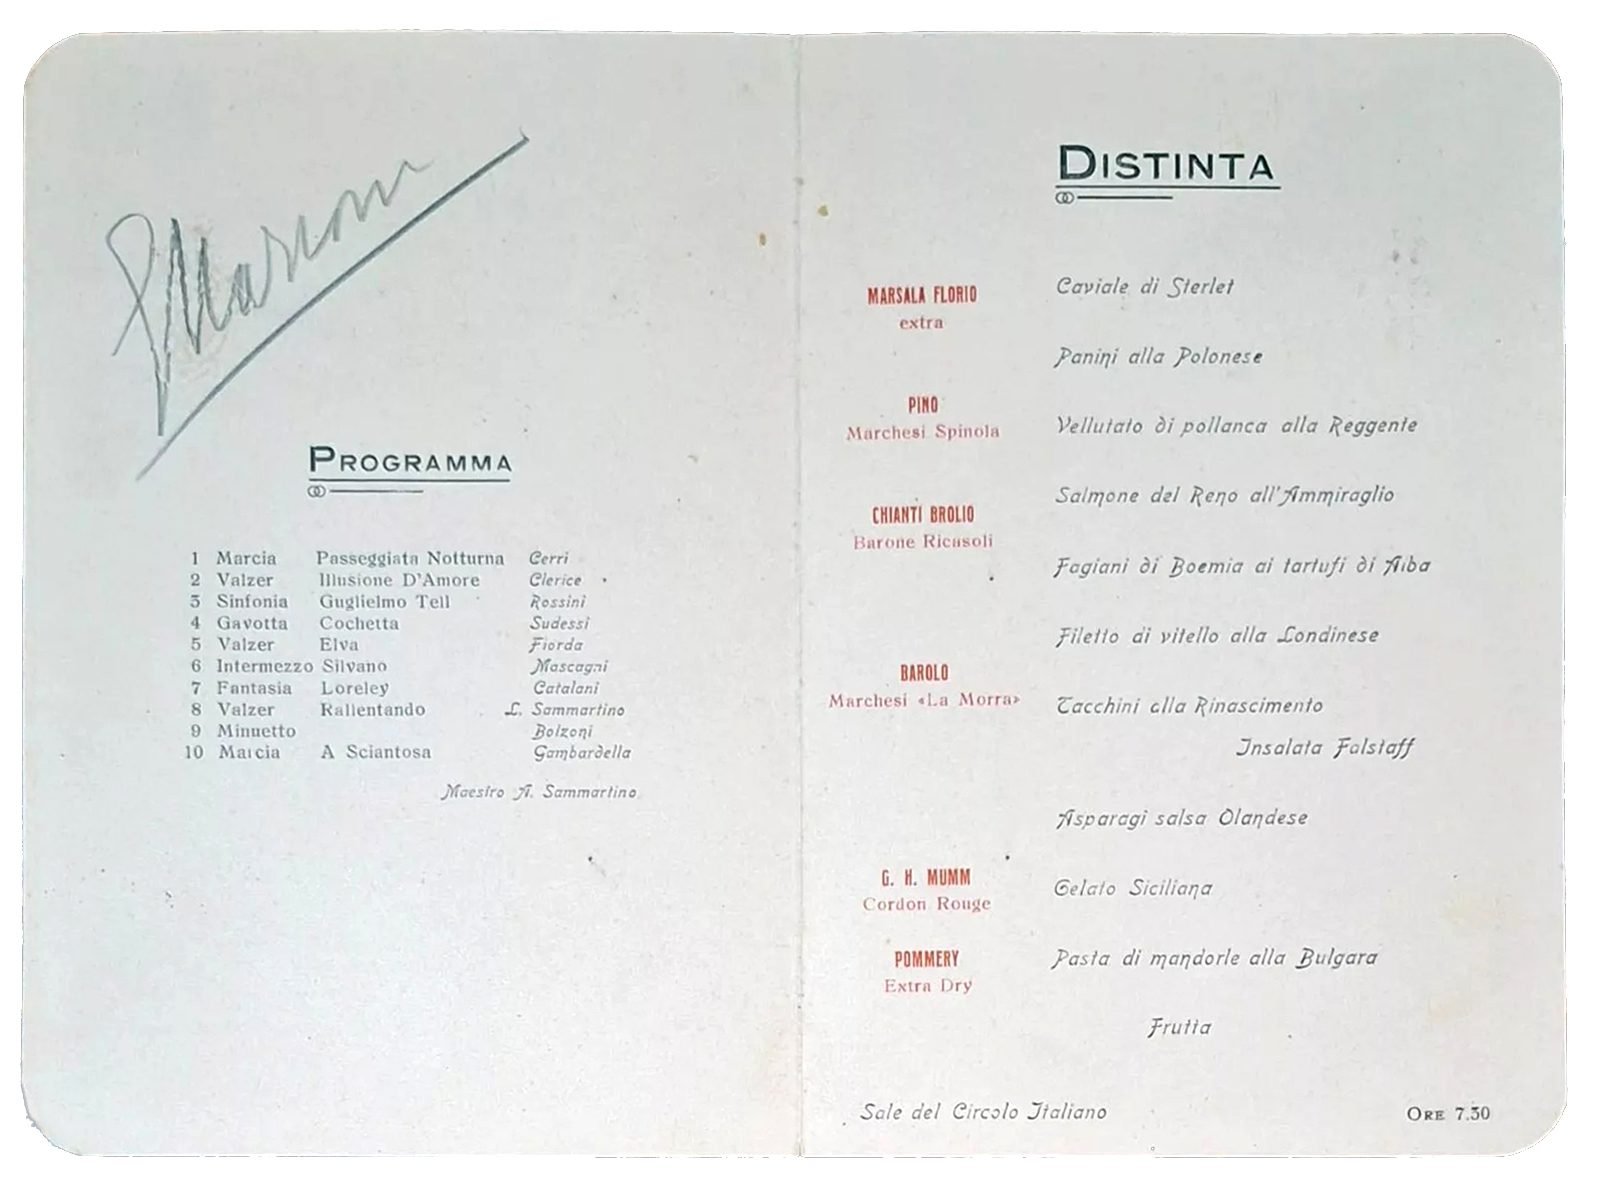 GMarconi
PROGRAMMA
1 Marcia Passeggiata Notturna Cerri
2 Valzer Illusione D'Amore Clerice
3 Sinfonia Guglielmo Tell Rossini
4 Gavotta Cochetta Sudessi
5 Valzer Elva Fiorda
6 Intermezzo Silvano Mascagni
7 Fantasia Loreley Catalani
8 Valzer Rallentando L. Sammartino
9 Minuetto Bolzoni
10 Marcia A Sciantosa Gambardella
Maestro A. Sammartino
DISTINTA
MARSALA FLORIO
extra
PINO
Marchesi Spinola
CHIANTI BROLIO
Barone Ricasoli
BAROLO
Marchesi «La Morra»
G. H. MUMM
Cordon Rouge
POMMERY
Extra Dry
Caviale di Sterlet
Panini alla Polonese
Vellutato di pollanca alla Reggente
Salmone del Reno all'Ammiraglio
Fagiani di Boemia ai tartufi di Alba
Filetto di vitello alla Londinese
Tacchini alla Rinascimento
Insalata Falstaff
Asparagi salsa Olandese
Gelato Siciliana
Pasta di mandorle alla Bulgara
Frutta
Sale del Circolo Italiano
ORE 7.30